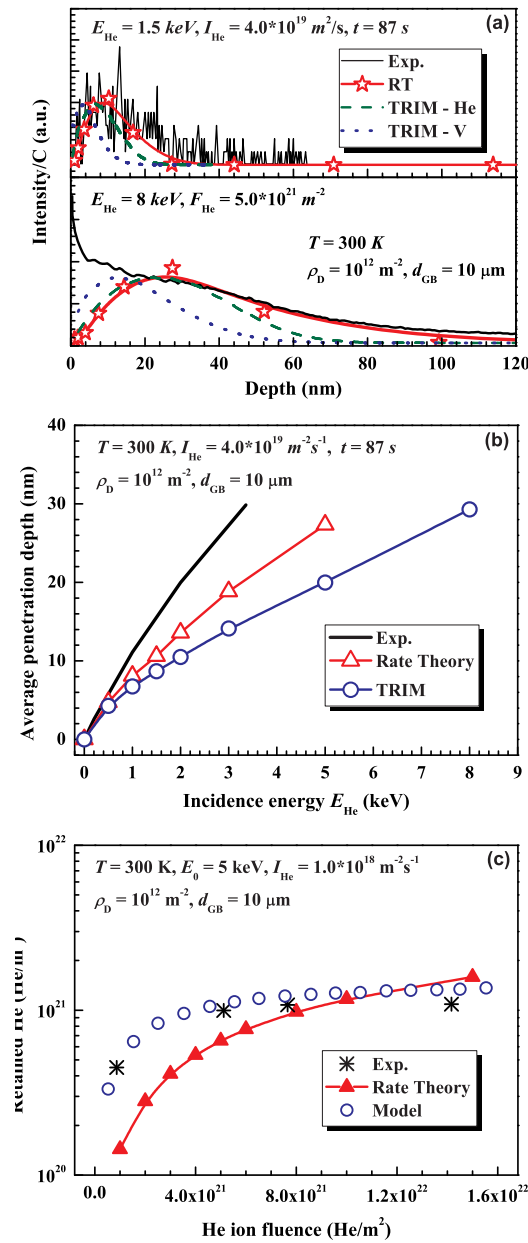 (a)
E_He = 1.5 keV, I_He = 4.0*10^19 m^2/s, t = 87 s
Exp.
RT
TRIM - He
TRIM - V
Intensity/C (a.u.)
E_He = 8 keV, F_He = 5.0*10^21 m^-2
T = 300 K
ρ_D = 10^12 m^-2, d_GB = 10 μm
0 20 40 60 80 100 120
Depth (nm)
(b)
T = 300 K, I_He = 4.0*10^19 m^-2s^-1, t = 87 s
ρ_D = 10^12 m^-2, d_GB = 10 μm
40
30
20
10
0
Average penetration depth (nm)
Exp.
Rate Theory
TRIM
0 1 2 3 4 5 6 7 8 9
Incidence energy E_He (keV)
(c)
T = 300 K, E_0 = 5 keV, I_He = 1.0*10^18 m^-2s^-1
ρ_D = 10^12 m^-2, d_GB = 10 μm
10^22
10^21
10^20
Retained He (He/m
Exp.
Rate Theory
Model
0.0 4.0x10^21 8.0x10^21 1.2x10^22 1.6x10^22
He ion fluence (He/m^2)